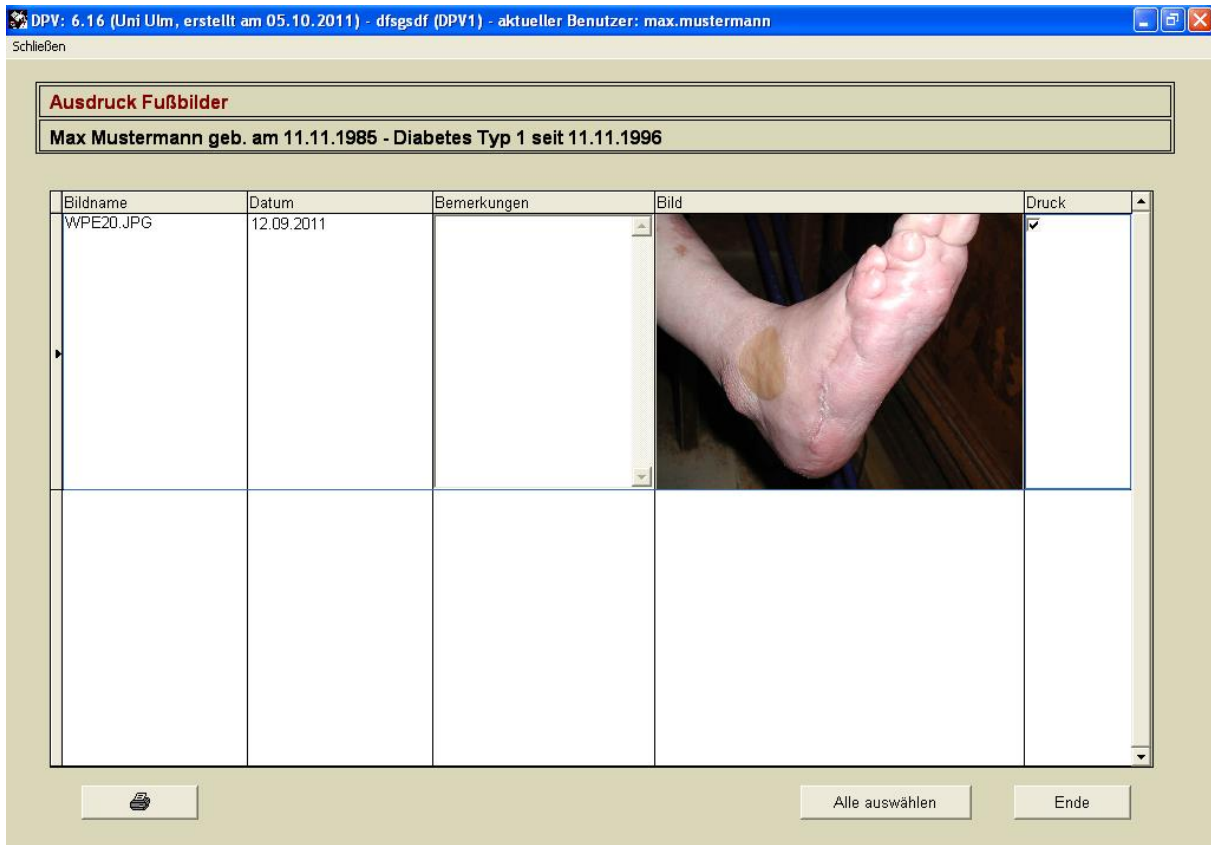 DPV: 6.16 (Uni Ulm, erstellt am 05.10.2011) - dfsgsdf (DPV1) - aktueller Benutzer: max.mustermann
Schließen
Ausdruck Fußbilder
Max Mustermann geb. am 11.11.1985 - Diabetes Typ 1 seit 11.11.1996
Bildname Datum Bemerkungen Bild Druck
WPE20.JPG 12.09.2011
Alle auswählen Ende